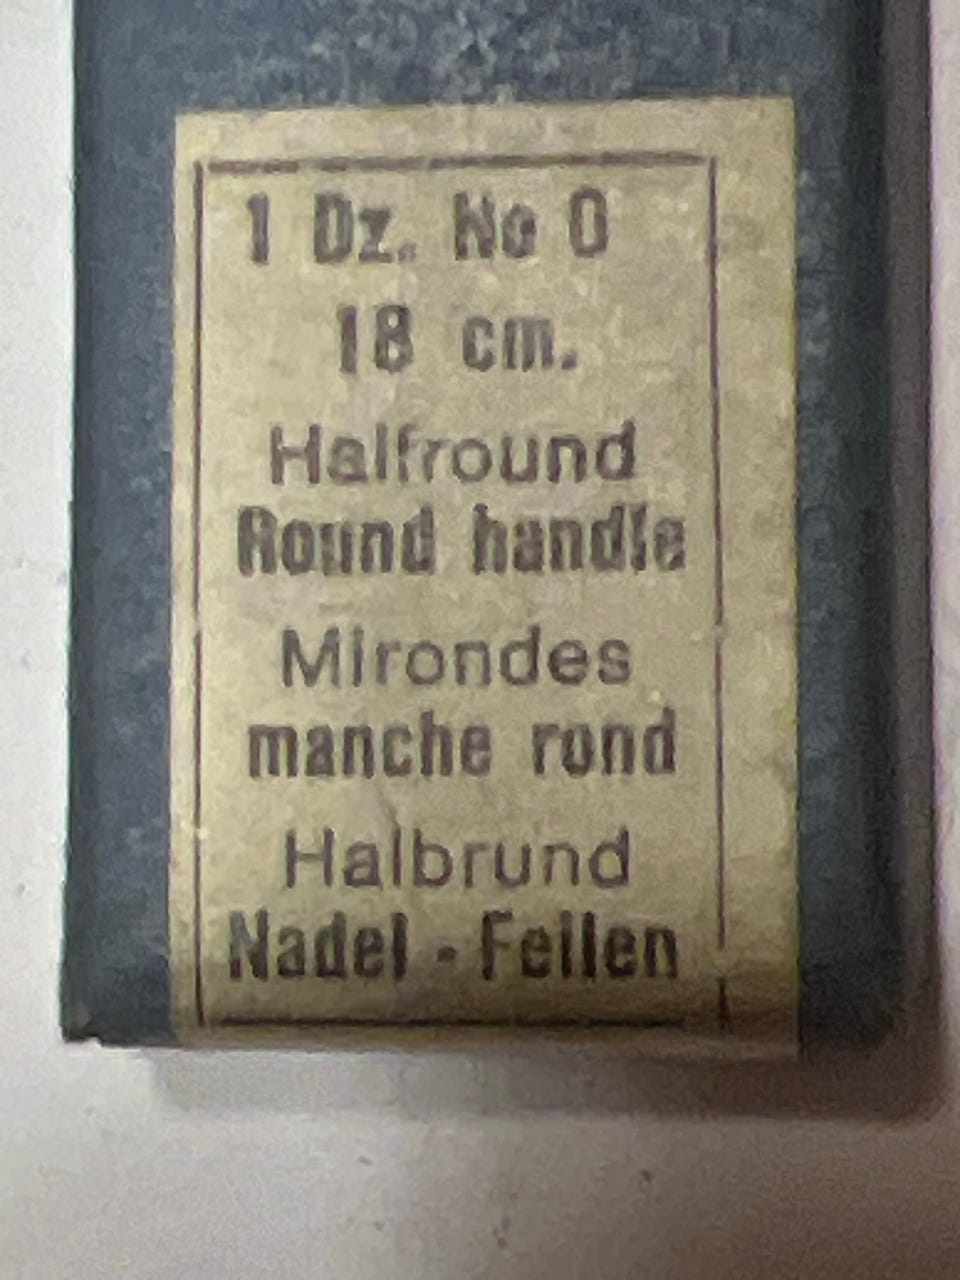 1 Dz. No 0
18 cm.
Halfround
Round handle
Mirondes
manche rond
Halbrund
Nadel - Feilen